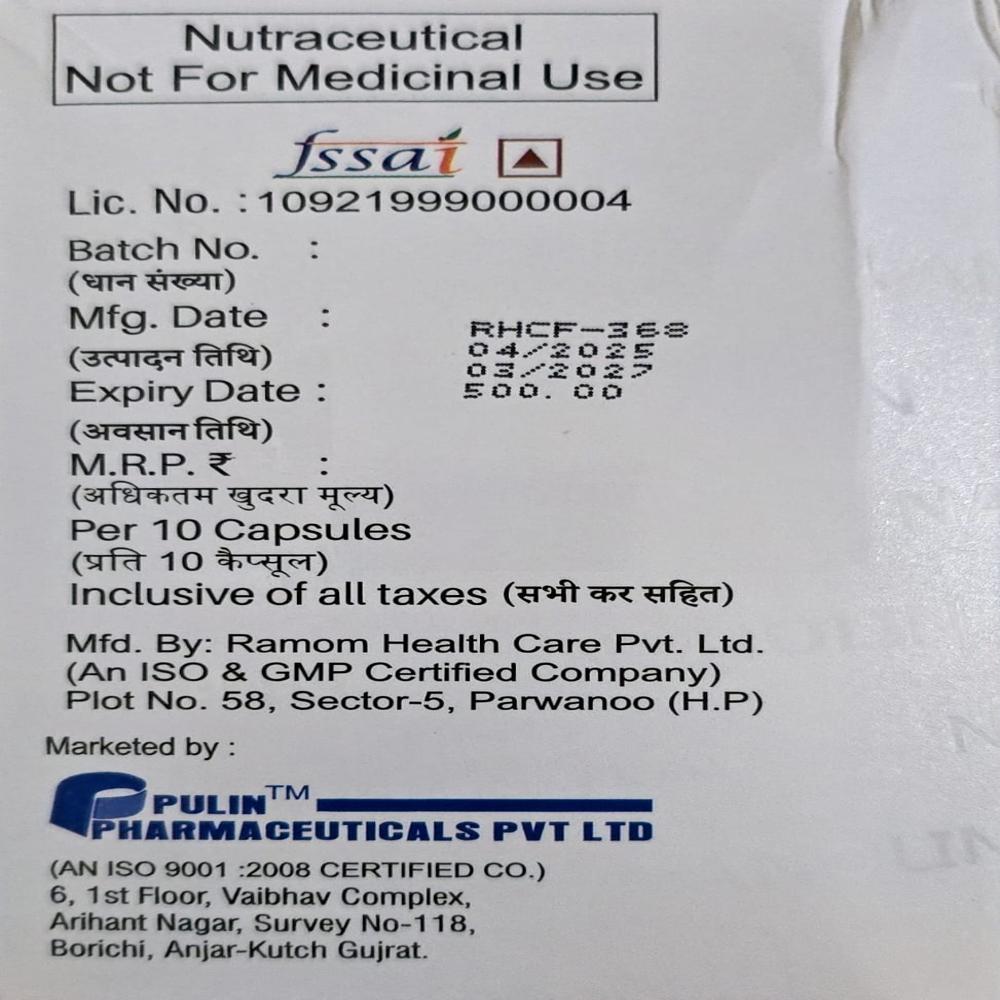 Nutraceutical
Not For Medicinal Use
fssai
Lic. No. : 10921999000004
Batch No. :
(धान संख्या)
Mfg. Date :
(उत्पादन तिथि)
Expiry Date :
(अवसान तिथि)
M.R.P. ₹ :
(अधिकतम खुदरा मूल्य)
RHCF-368
04/2025
03/2027
500.00
Per 10 Capsules
(प्रति 10 कैप्सूल)
Inclusive of all taxes (सभी कर सहित)
Mfd. By: Ramom Health Care Pvt. Ltd.
(An ISO & GMP Certified Company)
Plot No. 58, Sector-5, Parwanoo (H.P)
Marketed by :
PULIN™
PHARMACEUTICALS PVT LTD
(AN ISO 9001 :2008 CERTIFIED CO.)
6, 1st Floor, Vaibhav Complex,
Arihant Nagar, Survey No-118,
Borichi, Anjar-Kutch Gujrat.